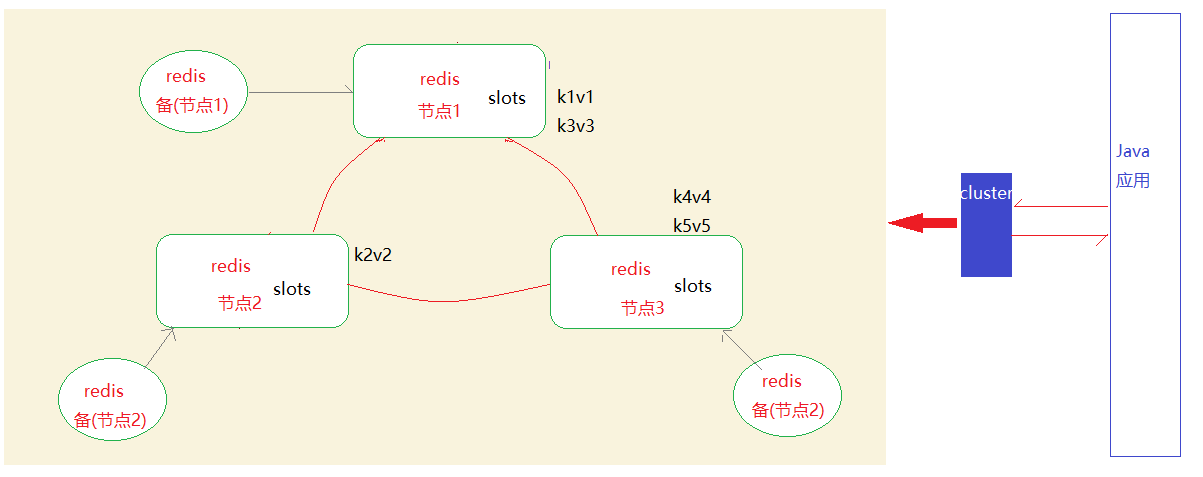 redis
备(节点1)
redis
节点1
slots
k1v1
k3v3
redis
节点2
slots
k2v2
k4v4
k5v5
redis
节点3
slots
redis
备(节点2)
redis
备(节点2)
cluster
Java
应用